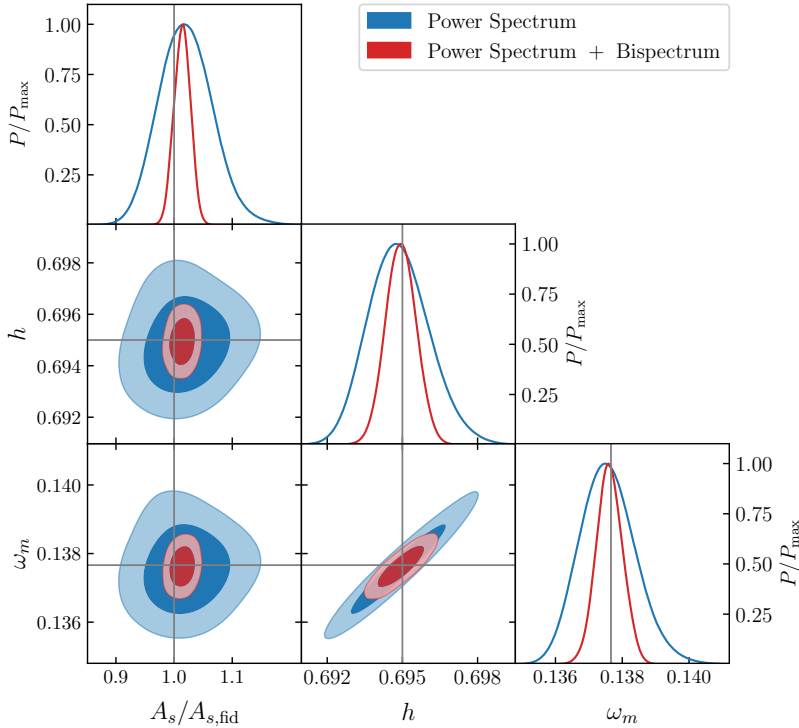 Power Spectrum
Power Spectrum + Bispectrum
1.00
0.75
0.50
0.25
P/P_max
0.698
0.696
0.694
0.692
h
1.00
0.75
0.50
0.25
P/P_max
0.140
0.138
0.136
ω_m
1.00
0.75
0.50
0.25
P/P_max
0.9 1.0 1.1
0.692 0.695 0.698
0.136 0.138 0.140
A_s/A_{s,fid}
h
ω_m